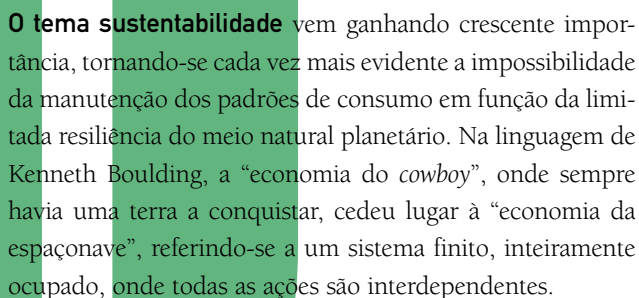 O tema sustentabilidade vem ganhando crescente impor-
tância, tornando-se cada vez mais evidente a impossibilidade
da manutenção dos padrões de consumo em função da limi-
tada resiliência do meio natural planetário. Na linguagem de
Kenneth Boulding, a “economia do cowboy”, onde sempre
havia uma terra a conquistar, cedeu lugar à “economia da
espaçonave”, referindo-se a um sistema finito, inteiramente
ocupado, onde todas as ações são interdependentes.